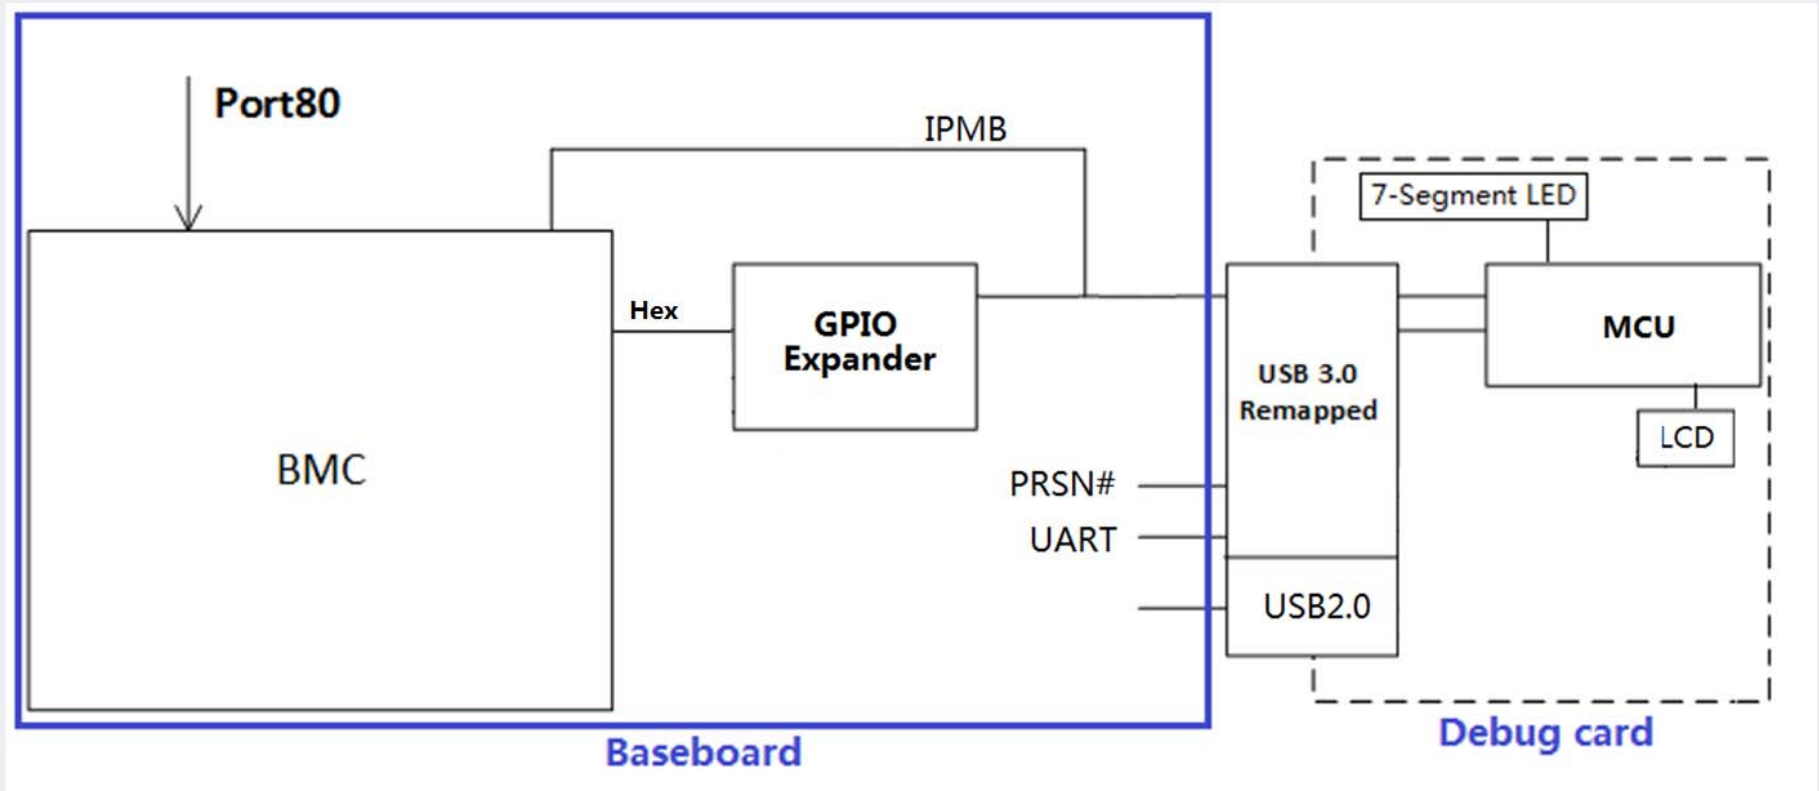 Port80
IPMB
7-Segment LED
Hex
GPIO
Expander
MCU
USB 3.0
Remapped
LCD
BMC
PRSN#
UART
USB2.0
Baseboard
Debug card